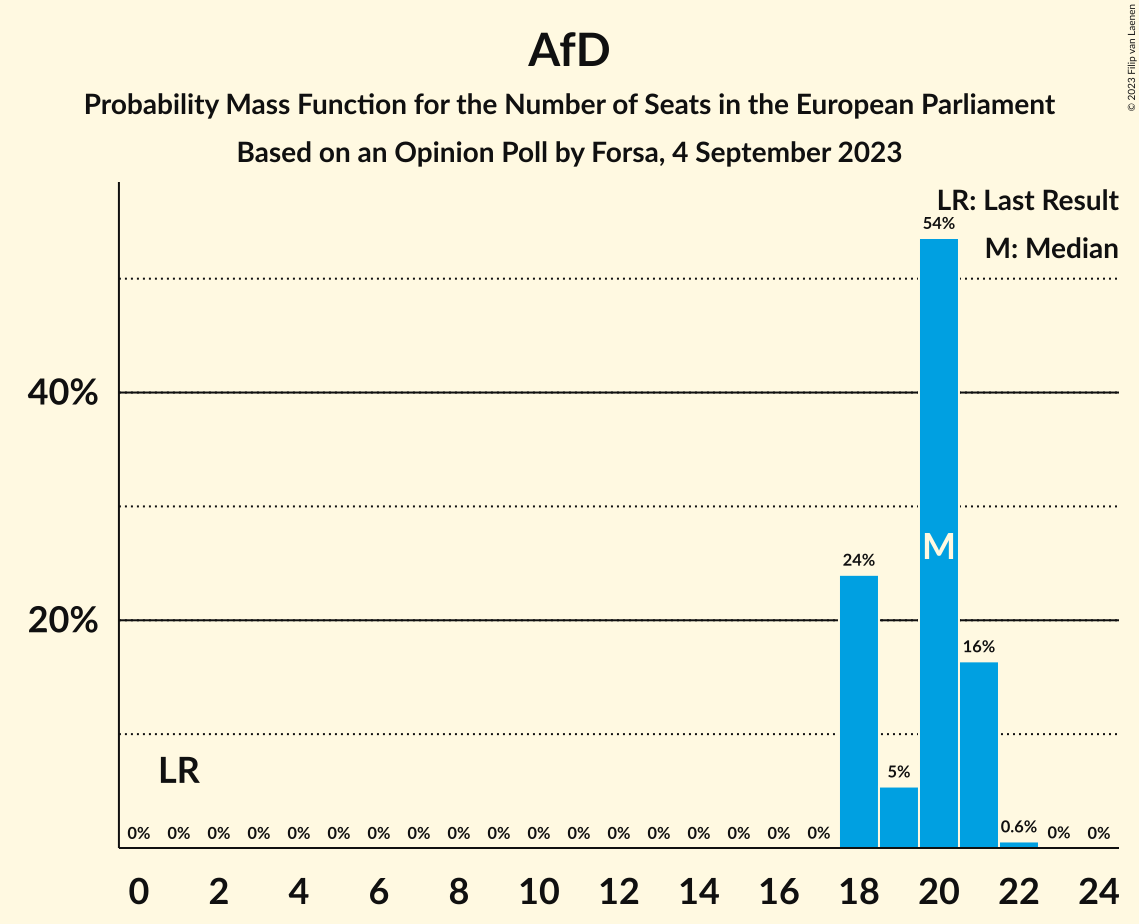 AfD
Probability Mass Function for the Number of Seats in the European Parliament
Based on an Opinion Poll by Forsa, 4 September 2023
© 2023 Filip van Laenen
LR: Last Result
M: Median
54%
40%
24%
M
20%
16%
LR
5%
0% 0% 0% 0% 0% 0% 0% 0% 0% 0% 0% 0% 0% 0% 0% 0% 0% 0% 0.6% 0% 0%
0 2 4 6 8 10 12 14 16 18 20 22 24